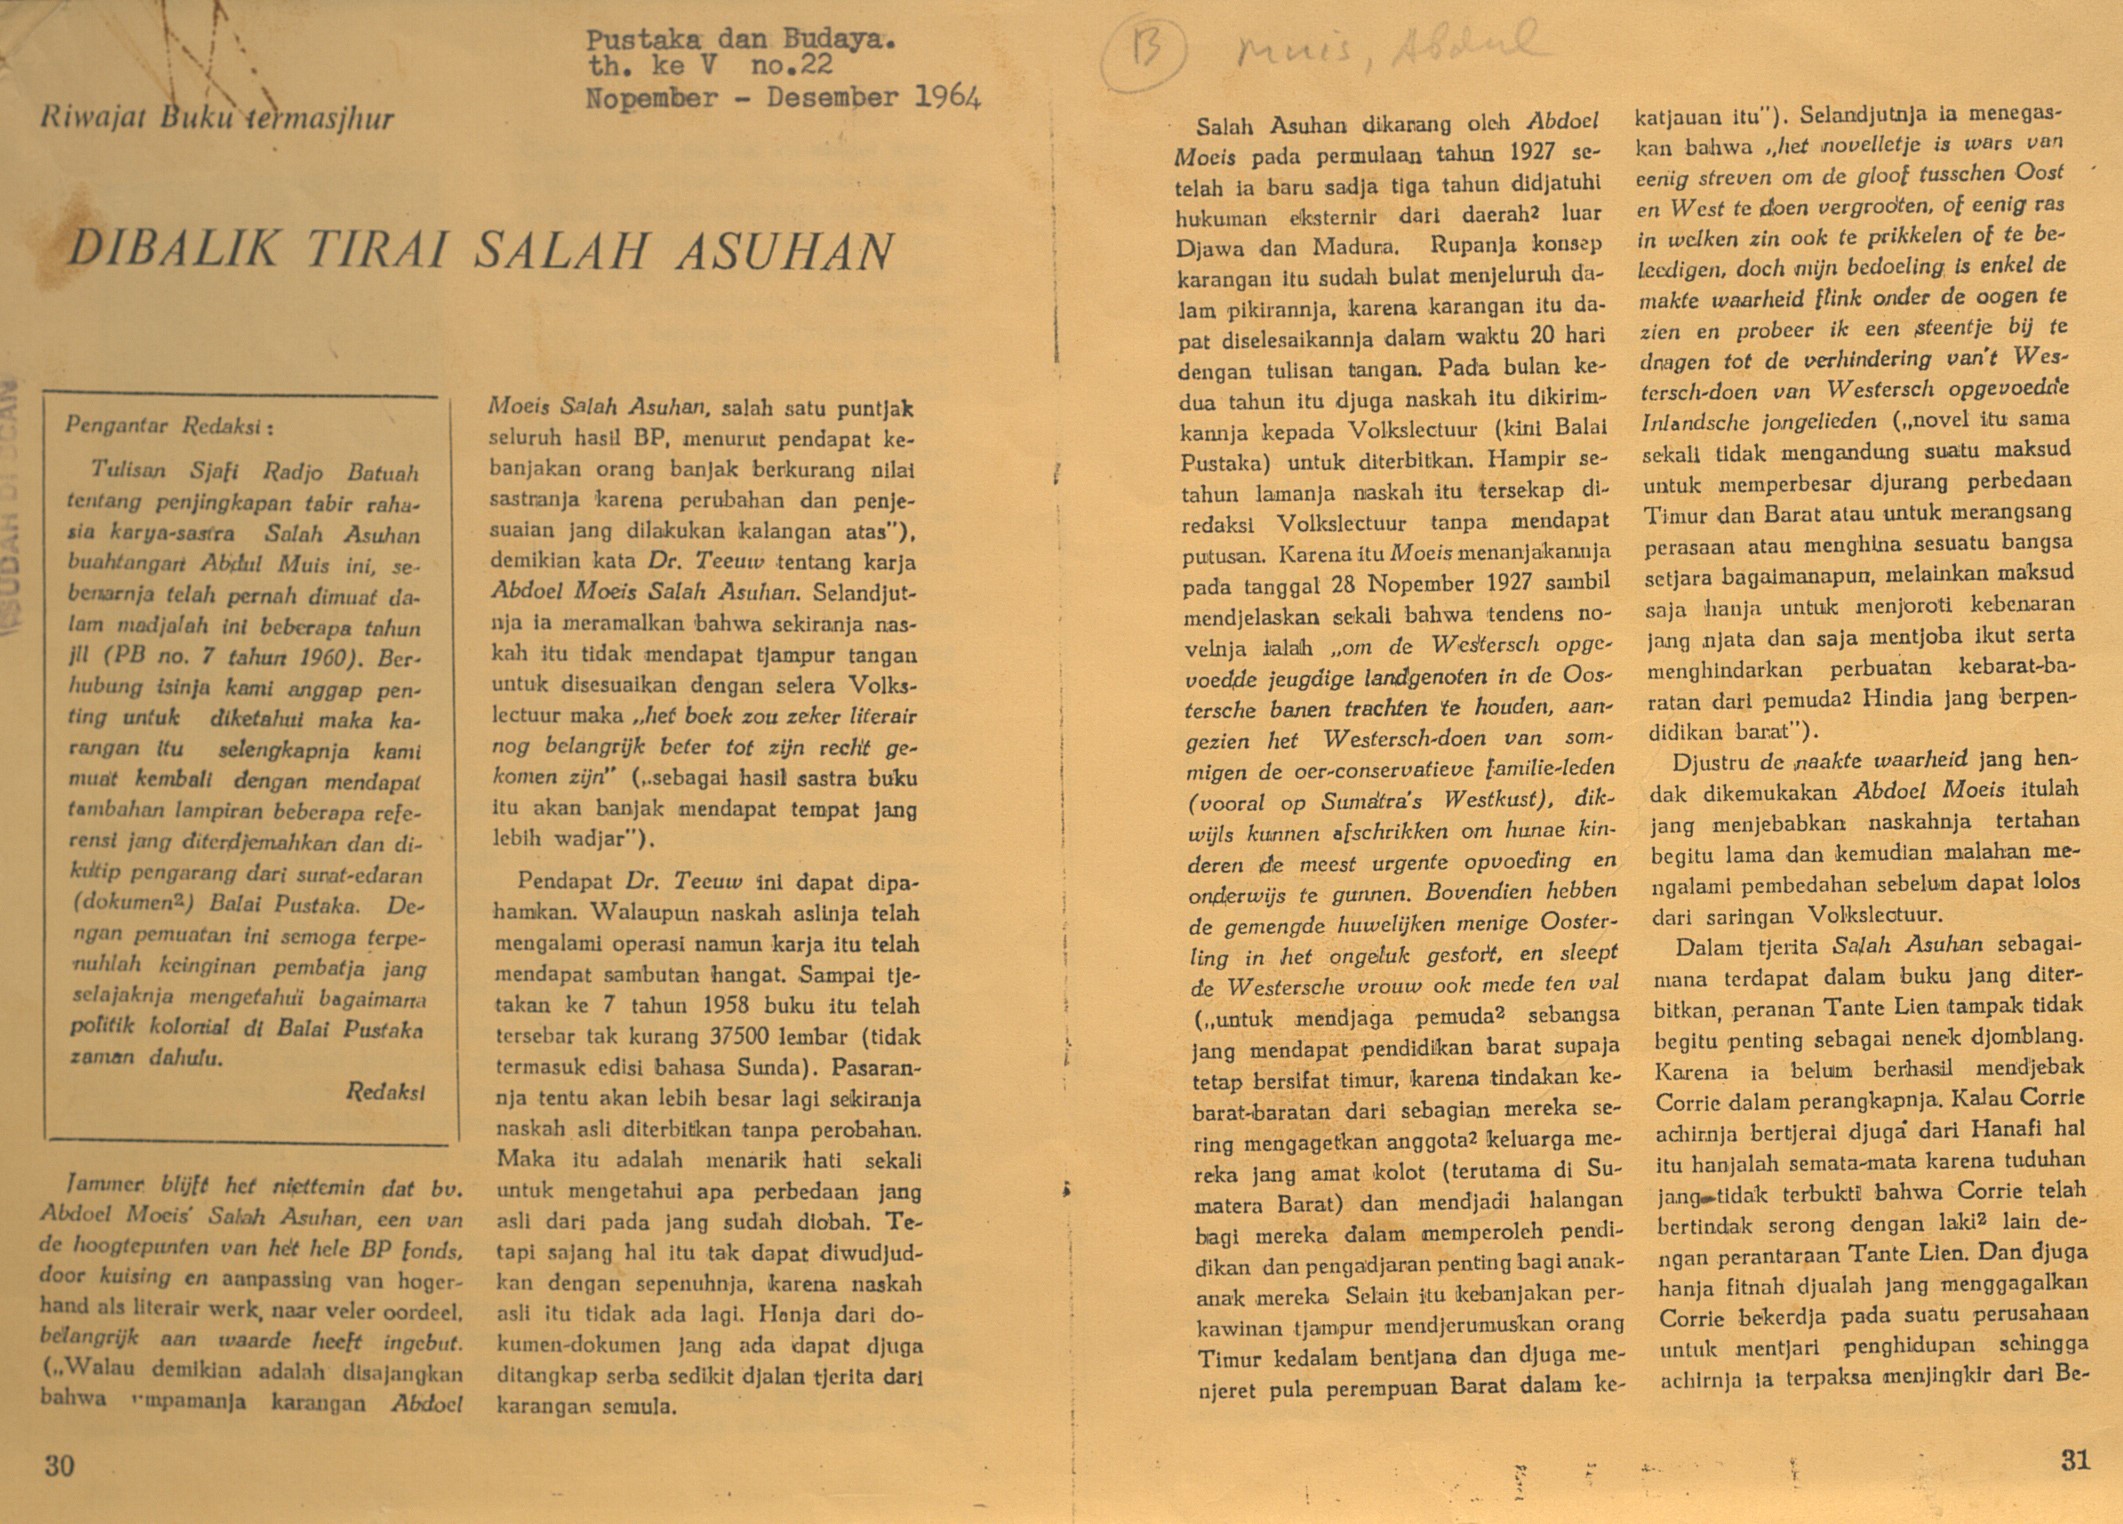 Pustaka dan Budaya.
th. ke V no.22
Nopember - Desember 1964
Riwajat Buku termasjhur
DIBALIK TIRAI SALAH ASUHAN
SUDAH DI SCAN
Pengantar Redaksi :
Tulisan Sjafi Radjo Batuah
tentang penjingkapan tabir raha-
sia karya-sastra Salah Asuhan
buahtangan Abdul Muis ini, se-
benarnja telah pernah dimuat da-
lam madjalah ini beberapa tahun
jll (PB no. 7 tahun 1960). Ber-
hubung isinja kami anggap pen-
ting untuk diketahui maka ka-
rangan itu selengkapnja kami
muat kembali dengan mendapat
tambahan lampiran beberapa refe-
rensi jang diterdjemahkan dan di-
kutip pengarang dari surat-edaran
(dokumen2) Balai Pustaka. De-
ngan pemuatan ini semoga terpe-
nuhlah keinginan pembatja jang
selajaknja mengetahui bagaimana
politik kolonial di Balai Pustaka
zaman dahulu.
Redaksi
Jammer blijft het niettemin dat bv.
Abdoel Moeis' Salah Asuhan, een van
de hoogtepunten van het hele BP fonds,
door kuising en aanpassing van hoger-
hand als literair werk, naar veler oordeel,
belangrijk aan waarde heeft ingebut.
(„Walau demikian adalah disajangkan
bahwa umpamanja karangan Abdoel
Moeis Salah Asuhan, salah satu puntjak
seluruh hasil BP, menurut pendapat ke-
banjakan orang banjak berkurang nilai
sastranja karena perubahan dan penje-
suaian jang dilakukan kalangan atas"),
demikian kata Dr. Teeuw tentang karja
Abdoel Moeis Salah Asuhan. Selandjut-
nja ia meramalkan bahwa sekiranja nas-
kah itu tidak mendapat tjampur tangan
untuk disesuaikan dengan selera Volks-
lectuur maka „het boek zou zeker literair
nog belangrijk beter tot zijn recht ge-
komen zijn" („sebagai hasil sastra buku
itu akan banjak mendapat tempat jang
lebih wadjar").
Pendapat Dr. Teeuw ini dapat dipa-
hamkan. Walaupun naskah aslinja telah
mengalami operasi namun karja itu telah
mendapat sambutan hangat. Sampai tje-
takan ke 7 tahun 1958 buku itu telah
tersebar tak kurang 37500 lembar (tidak
termasuk edisi bahasa Sunda). Pasaran-
nja tentu akan lebih besar lagi sekiranja
naskah asli diterbitkan tanpa perobahan.
Maka itu adalah menarik hati sekali
untuk mengetahui apa perbedaan jang
asli dari pada jang sudah diobah. Te-
tapi sajang hal itu tak dapat diwudjud-
kan dengan sepenuhnja, karena naskah
asli itu tidak ada lagi. Hanja dari do-
kumen-dokumen jang ada dapat djuga
ditangkap serba sedikit djalan tjerita dari
karangan semula.
30
B Muis, Abdul
Salah Asuhan dikarang oleh Abdoel
Moeis pada permulaan tahun 1927 se-
telah ia baru sadja tiga tahun didjatuhi
hukuman eksternir dari daerah2 luar
Djawa dan Madura. Rupanja konsep
karangan itu sudah bulat menjeluruh da-
lam pikirannja, karena karangan itu da-
pat diselesaikannja dalam waktu 20 hari
dengan tulisan tangan. Pada bulan ke-
dua tahun itu djuga naskah itu dikirim-
kannja kepada Volkslectuur (kini Balai
Pustaka) untuk diterbitkan. Hampir se-
tahun lamanja naskah itu tersekap di-
redaksi Volkslectuur tanpa mendapat
putusan. Karena itu Moeis menanjakannja
pada tanggal 28 Nopember 1927 sambil
mendjelaskan sekali bahwa tendens no-
velnja ialah „om de Westersch opge-
voedde jeugdige landgenoten in de Oos-
tersche banen trachten te houden, aan-
gezien het Westersch-doen van som-
migen de oer-conservatieve familie-leden
(vooral op Sumatra's Westkust), dik-
wijls kunnen afschrikken om hunae kin-
deren de meest urgente opvoeding en
onderwijs te gunnen. Bovendien hebben
de gemengde huwelijken menige Ooster-
ling in het ongeluk gestort, en sleept
de Westersche vrouw ook mede ten val
(„untuk mendjaga pemuda2 sebangsa
jang mendapat pendidikan barat supaja
tetap bersifat timur, karena tindakan ke-
barat-baratan dari sebagian mereka se-
ring mengagetkan anggota2 keluarga me-
reka jang amat kolot (terutama di Su-
matera Barat) dan mendjadi halangan
bagi mereka dalam memperoleh pendi-
dikan dan pengadjaran penting bagi anak-
anak mereka Selain itu kebanjakan per-
kawinan tjampur mendjerumuskan orang
Timur kedalam bentjana dan djuga me-
njeret pula perempuan Barat dalam ke-
katjauan itu"). Selandjutnja ia menegas-
kan bahwa „het novelletje is wars van
eenig streven om de gloof tusschen Oost
en West te doen vergrooten, of eenig ras
in welken zin ook te prikkelen of te be-
leedigen, doch mijn bedoeling is enkel de
makte waarheid flink onder de oogen te
zien en probeer ik een steentje bij te
dragen tot de verhindering van't Wes-
tersch-doen van Westersch opgevoedde
Inlandsche jongelieden („novel itu sama
sekali tidak mengandung suatu maksud
untuk memperbesar djurang perbedaan
Timur dan Barat atau untuk merangsang
perasaan atau menghina sesuatu bangsa
setjara bagaimanapun, melainkan maksud
saja hanja untuk menjoroti kebenaran
jang njata dan saja mentjoba ikut serta
menghindarkan perbuatan kebarat-ba-
ratan dari pemuda2 Hindia jang berpen-
didikan barat").
Djustru de naakte waarheid jang hen-
dak dikemukakan Abdoel Moeis itulah
jang menjebabkan naskahnja tertahan
begitu lama dan kemudian malahan me-
ngalami pembedahan sebelum dapat lolos
dari saringan Volkslectuur.
Dalam tjerita Salah Asuhan sebagai-
mana terdapat dalam buku jang diter-
bitkan, peranan Tante Lien tampak tidak
begitu penting sebagai nenek djomblang.
Karena ia belum berhasil mendjebak
Corrie dalam perangkapnja. Kalau Corrie
achirnja bertjerai djuga dari Hanafi hal
itu hanjalah semata-mata karena tuduhan
jang tidak terbukti bahwa Corrie telah
bertindak serong dengan laki2 lain de-
ngan perantaraan Tante Lien. Dan djuga
hanja fitnah djualah jang menggagalkan
Corrie bekerdja pada suatu perusahaan
untuk mentjari penghidupan sehingga
achirnja ia terpaksa menjingkir dari Be-
31